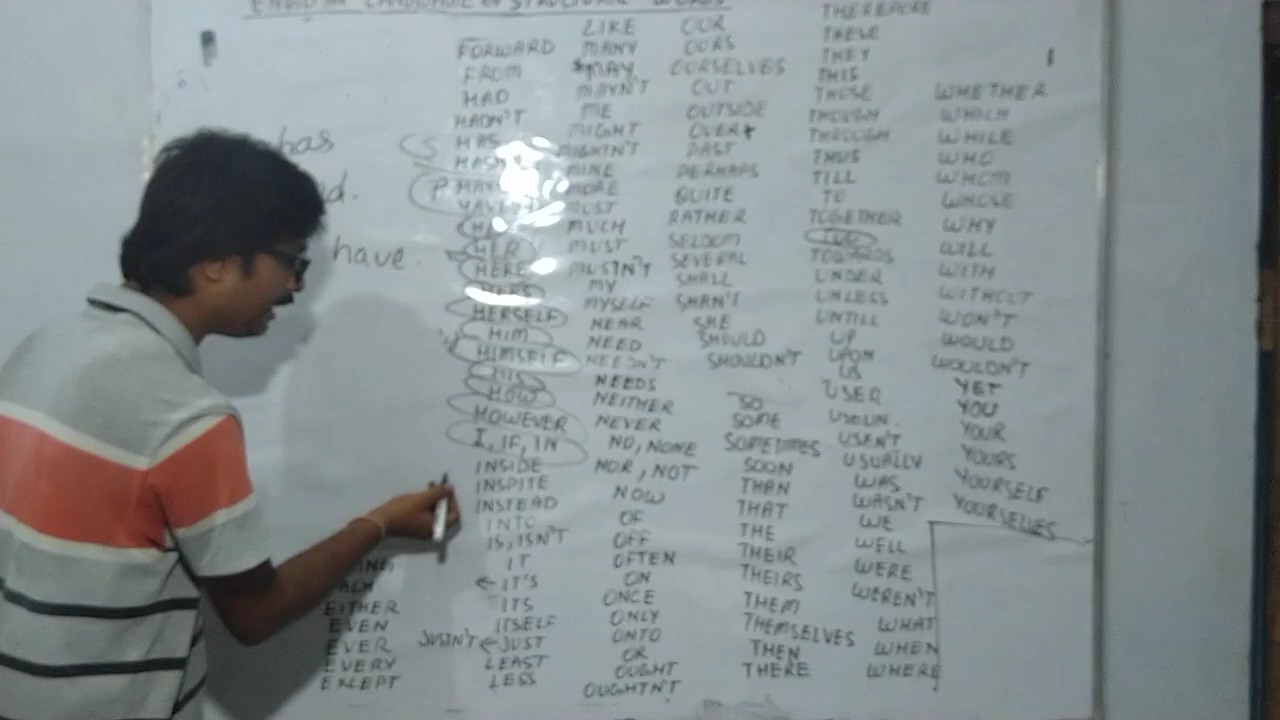 ENGLISH LANGUAGE STRUCTURE WORDS
has
have
S
P
FORWARD
FROM
HAD
HADN'T
HAS
HER
HERE
HERSELF
HIM
HIMSELF
HIS
HOW
HOWEVER
I, IF, IN
INSIDE
INSPITE
INSTEAD
INTO
IS, ISN'T
IT
←IT'S
ITS
ITSELF
JUSTN'T ←JUST
LEAST
LESS
EITHER
EVEN
EVER
EVERY
EXCEPT
LIKE
MANY
MAY
MAYN'T
ME
MIGHT
MIGHTN'T
MINE
MORE
MOST
MUCH
MUST
MUSTN'T
MY
MYSELF
NEAR
NEED
NEEDN'T
NEEDS
NEITHER
NEVER
NO, NONE
NOR, NOT
NOW
OF
OFF
OFTEN
ON
ONCE
ONLY
ONTO
OR
OUGHT
OUGHTN'T
OUR
OURS
OURSELVES
OUT
OUTSIDE
OVER
PAST
PERHAPS
QUITE
RATHER
SELDOM
SEVERAL
SHALL
SHAN'T
SHE
SHOULD
SHOULDN'T
SO
SOME
SOMETIMES
SOON
THAN
THAT
THE
THEIR
THEIRS
THEM
THEMSELVES
THEN
THERE
THEREFORE
THESE
THEY
THIS
THOSE
THOUGH
THROUGH
THUS
TILL
TO
TOGETHER
TOO
TOWARDS
UNDER
UNLESS
UNTILL
UP
UPON
US
USED
USEN'T
USUALLY
WAS
WASN'T
WE
WELL
WERE
WEREN'T
WHAT
WHEN
WHERE
WHETHER
WHICH
WHILE
WHO
WHOM
WHOSE
WHY
WILL
WITH
WITHOUT
WON'T
WOULD
WOULDN'T
YET
YOU
YOUR
YOURS
YOURSELF
YOURSELVES